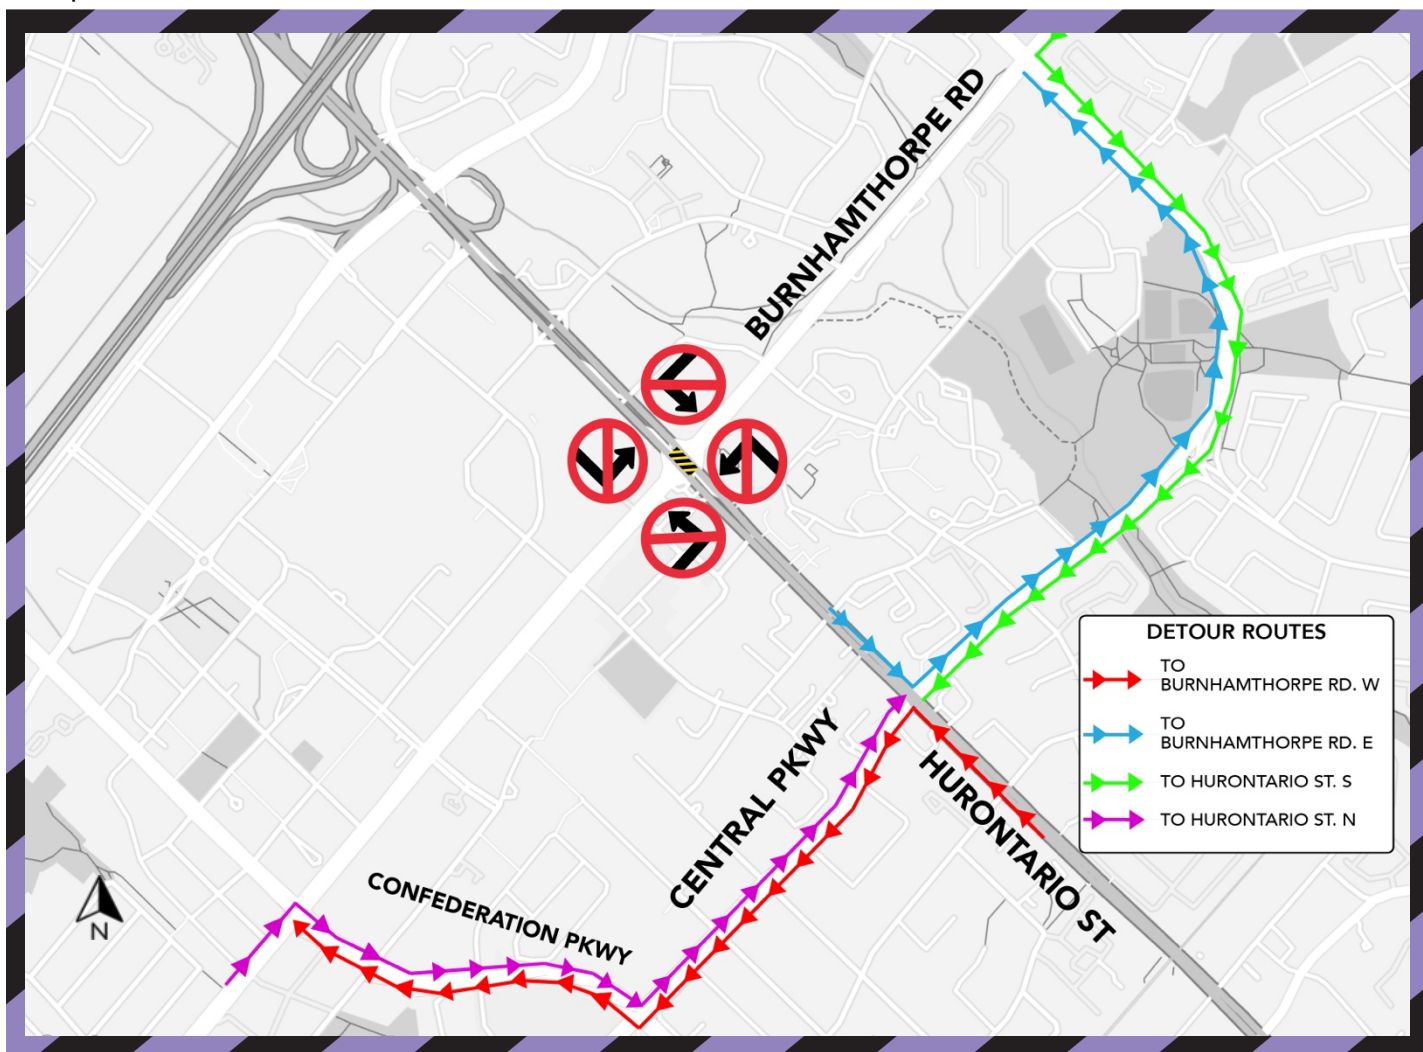 BURNHAMTHORPE RD
CENTRAL PKWY
HURONTARIO ST
CONFEDERATION PKWY
N
DETOUR ROUTES
TO
BURNHAMTHORPE RD. W
TO
BURNHAMTHORPE RD. E
TO HURONTARIO ST. S
TO HURONTARIO ST. N